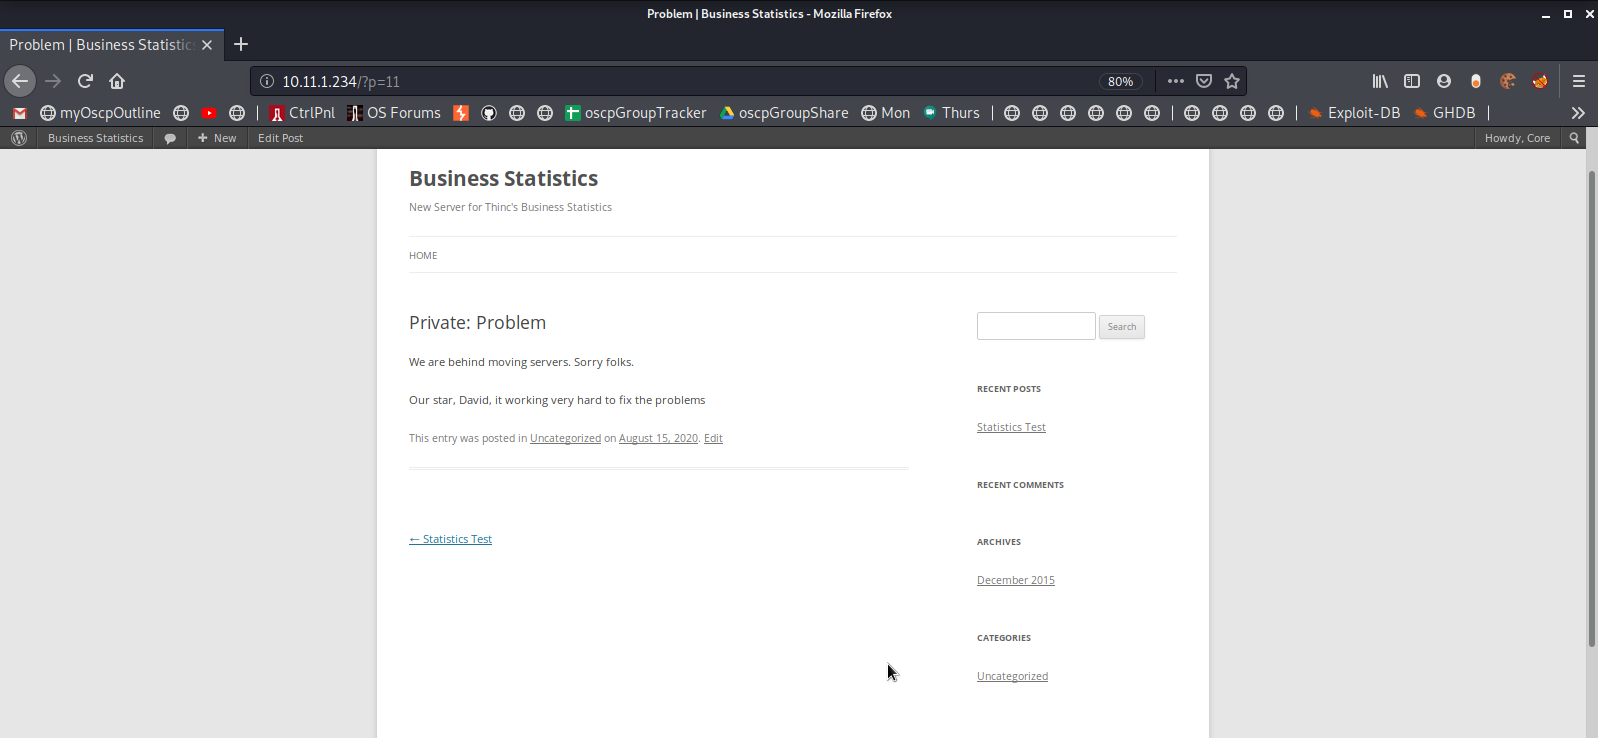 Problem | Business Statistics - Mozilla Firefox
Problem | Business Statistic
10.11.1.234/?p=11 80%
myOscpOutline CtrlPnl OS Forums oscpGroupTracker oscpGroupShare Mon Thurs Exploit-DB GHDB
Business Statistics New Edit Post Howdy, Core
Business Statistics
New Server for Thinc's Business Statistics
HOME
Private: Problem
We are behind moving servers. Sorry folks.
Our star, David, it working very hard to fix the problems
This entry was posted in Uncategorized on August 15, 2020. Edit
← Statistics Test
Search
RECENT POSTS
Statistics Test
RECENT COMMENTS
ARCHIVES
December 2015
CATEGORIES
Uncategorized